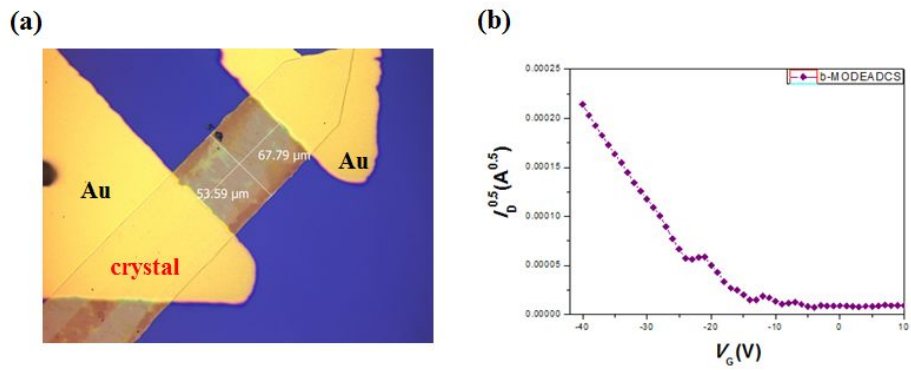 (a)
(b)
Au
Au
crystal
67.79 μm
53.59 μm
b-MODEADCS
I_D^0.5(A^0.5)
0.00025
0.00020
0.00015
0.00010
0.00005
0.00000
-40 -30 -20 -10 0 10
V_G(V)